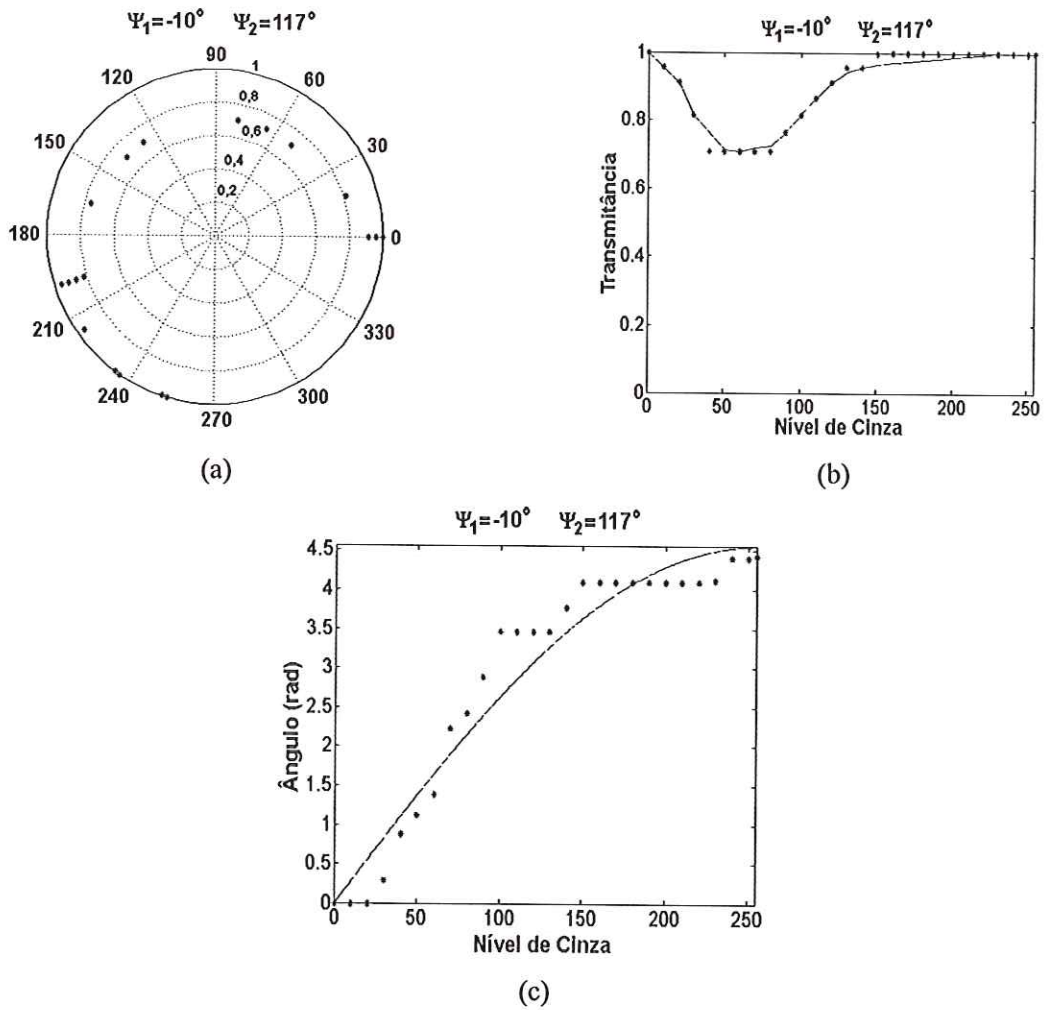 Ψ₁=-10° Ψ₂=117°
90
1
120
60
0,8
0,6
150
30
0,4
0,2
180
0
210
330
240
300
270
(a)
Ψ₁=-10° Ψ₂=117°
1
0.8
0.6
0.4
0.2
0
Transmitância
0 50 100 150 200 250
Nível de Cinza
(b)
Ψ₁=-10° Ψ₂=117°
4.5
4
3.5
3
2.5
2
1.5
1
0.5
0
Ângulo (rad)
0 50 100 150 200 250
Nível de Cinza
(c)